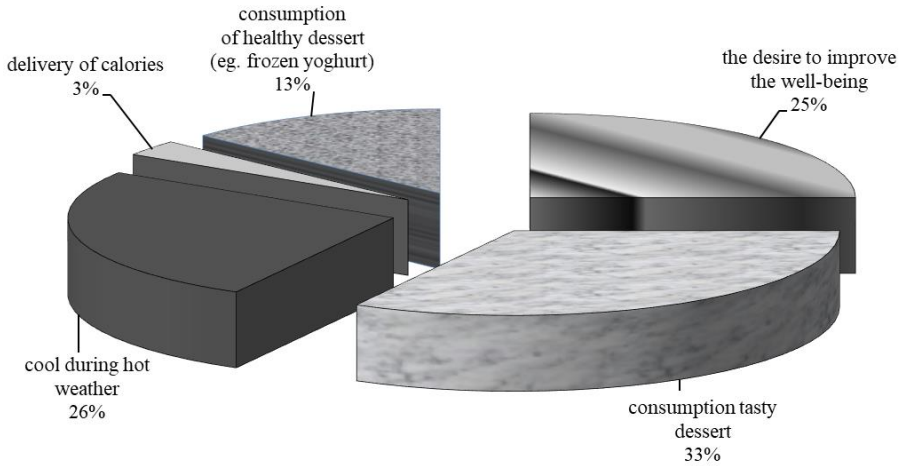 consumption
of healthy dessert
(eg. frozen yoghurt)
13%
delivery of calories
3%
the desire to improve
the well-being
25%
cool during hot
weather
26%
consumption tasty
dessert
33%